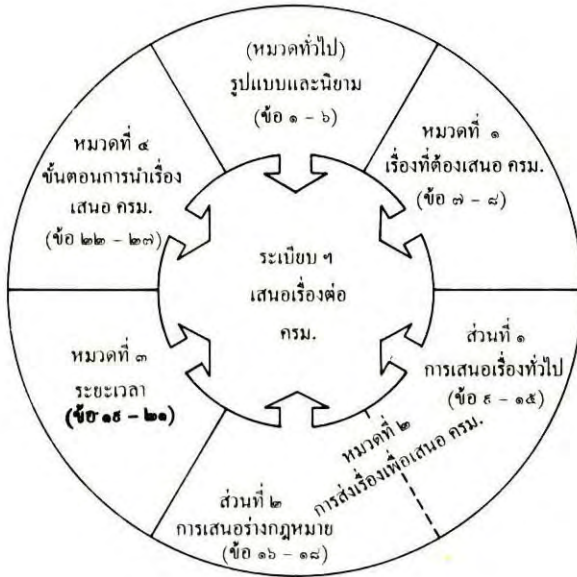 (หมวดทั่วไป)
รูปแบบและนิยาม
(ข้อ ๑ - ๖)
หมวดที่ ๑
เรื่องที่ต้องเสนอ ครม.
(ข้อ ๗ - ๘)
ส่วนที่ ๑
การเสนอเรื่องทั่วไป
(ข้อ ๙ - ๑๕)
หมวดที่ ๒
การส่งเรื่องเพื่อเสนอ ครม.
ส่วนที่ ๒
การเสนอร่างกฎหมาย
(ข้อ ๑๖ - ๑๘)
หมวดที่ ๓
ระยะเวลา
(ข้อ ๑๙ - ๒๑)
หมวดที่ ๔
ขั้นตอนการนำเรื่อง
เสนอ ครม.
(ข้อ ๒๒ - ๒๗)
ระเบียบ ฯ
เสนอเรื่องต่อ
ครม.